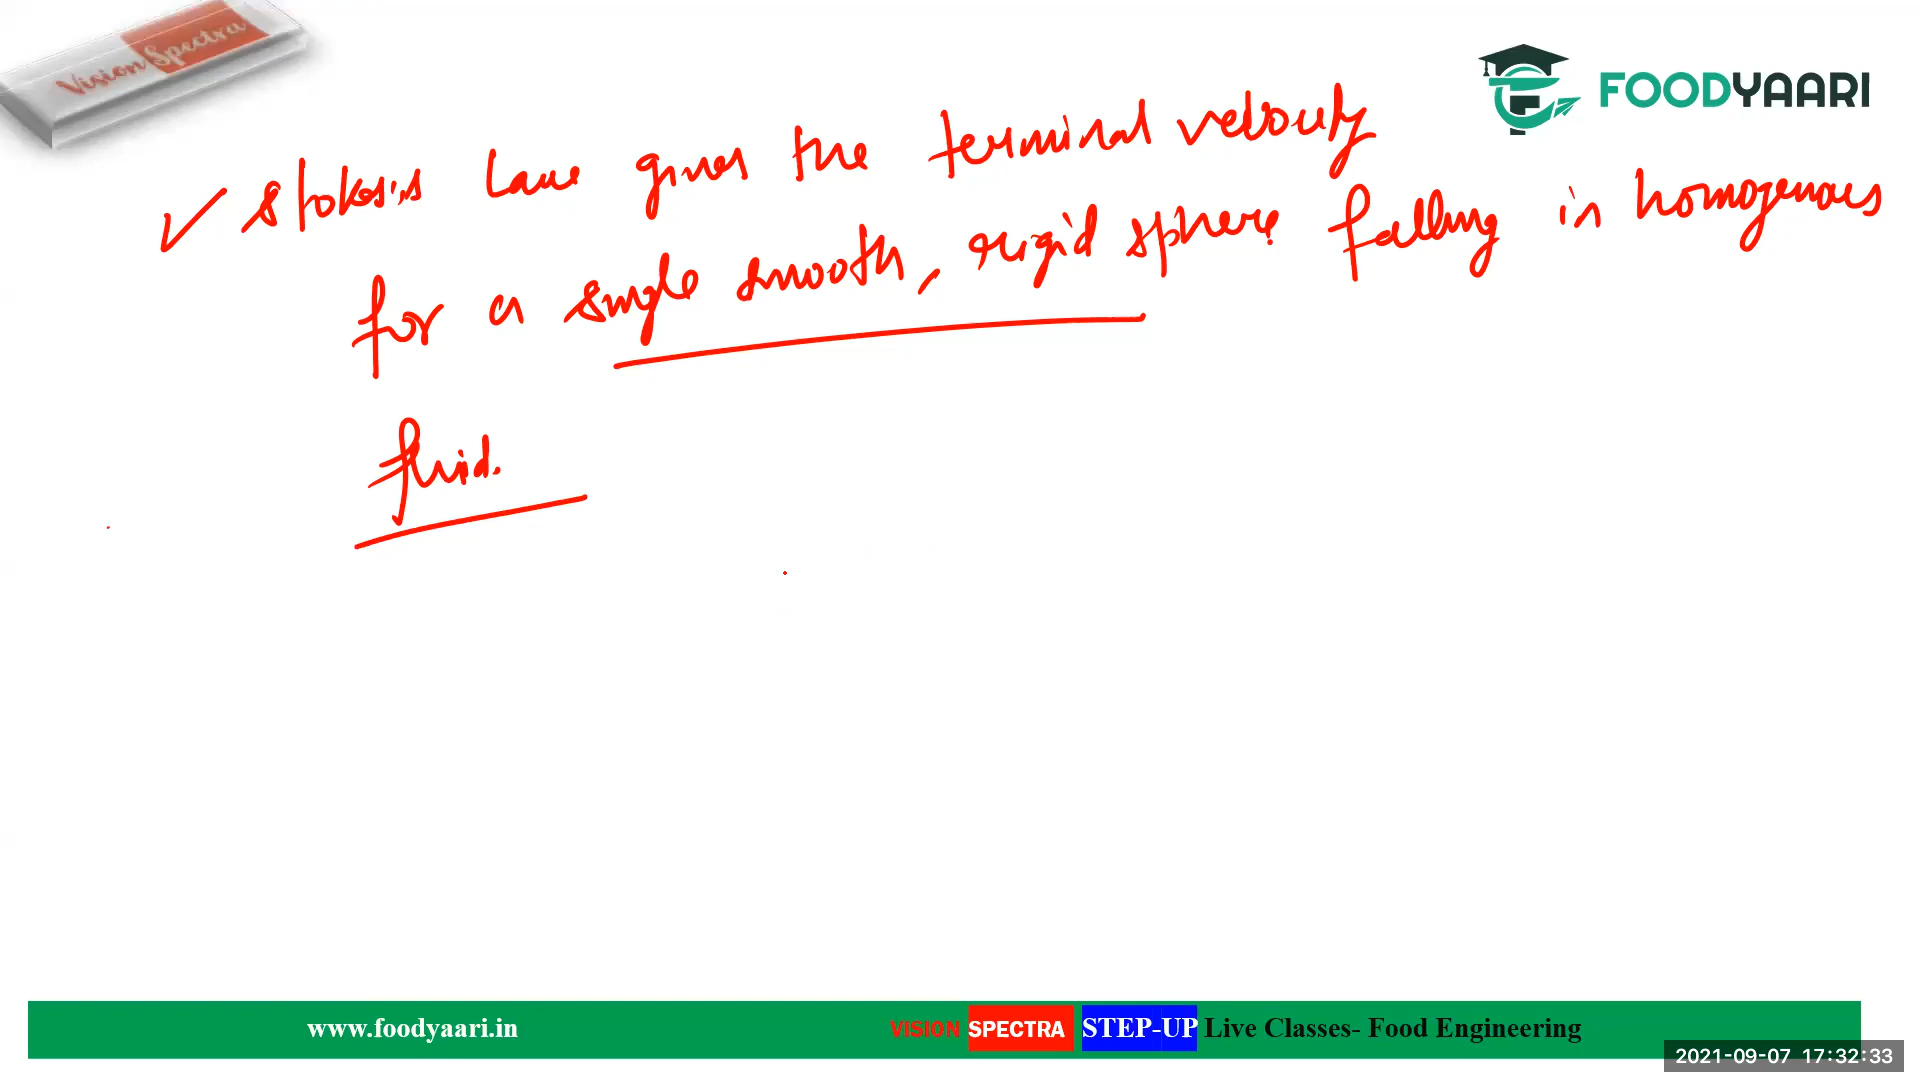 Vision Spectra
FOODYAARI
✓ Stokes's Law gives the terminal velocity
for a single smooth, rigid sphere falling in homogenous
fluid.
www.foodyaari.in
VISION SPECTRA STEP-UP Live Classes- Food Engineering
2021-09-07 17:32:33